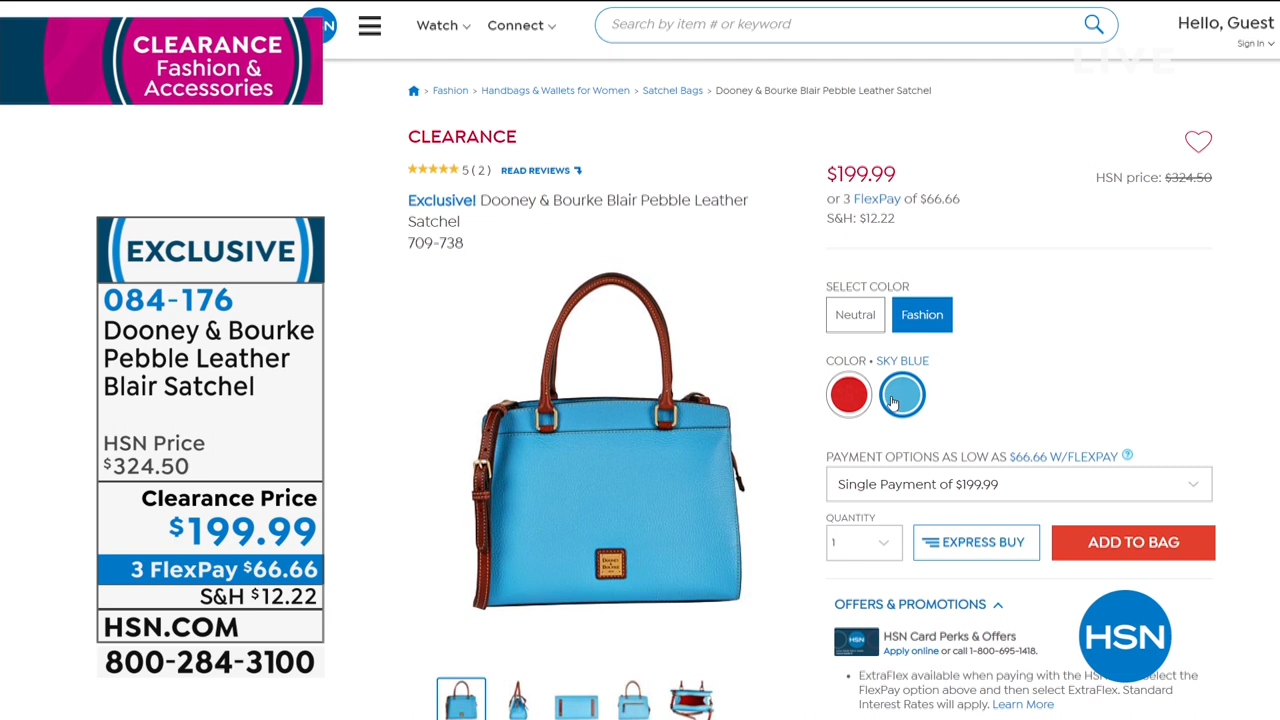 CLEARANCE
Fashion &
Accessories
Watch
Connect
Search by item # or keyword
Hello, Guest
Sign In
LIVE
> Fashion > Handbags & Wallets for Women > Satchel Bags > Dooney & Bourke Blair Pebble Leather Satchel
CLEARANCE
5 ( 2 ) READ REVIEWS
Exclusive! Dooney & Bourke Blair Pebble Leather
Satchel
709-738
$199.99
HSN price: $324.50
or 3 FlexPay of $66.66
S&H: $12.22
SELECT COLOR
Neutral
Fashion
COLOR • SKY BLUE
PAYMENT OPTIONS AS LOW AS $66.66 W/FLEXPAY ?
Single Payment of $199.99
QUANTITY
1
EXPRESS BUY
ADD TO BAG
OFFERS & PROMOTIONS
HSN
HSN Card Perks & Offers
Apply online or call 1-800-695-1418.
• ExtraFlex available when paying with the HS elect the
FlexPay option above and then select ExtraFlex. Standard
Interest Rates will apply. Learn More
HSN
DOONEY
& BOURKE
EXCLUSIVE
084-176
Dooney & Bourke
Pebble Leather
Blair Satchel
HSN Price
$324.50
Clearance Price
$199.99
3 FlexPay $66.66
S&H $12.22
HSN.COM
800-284-3100